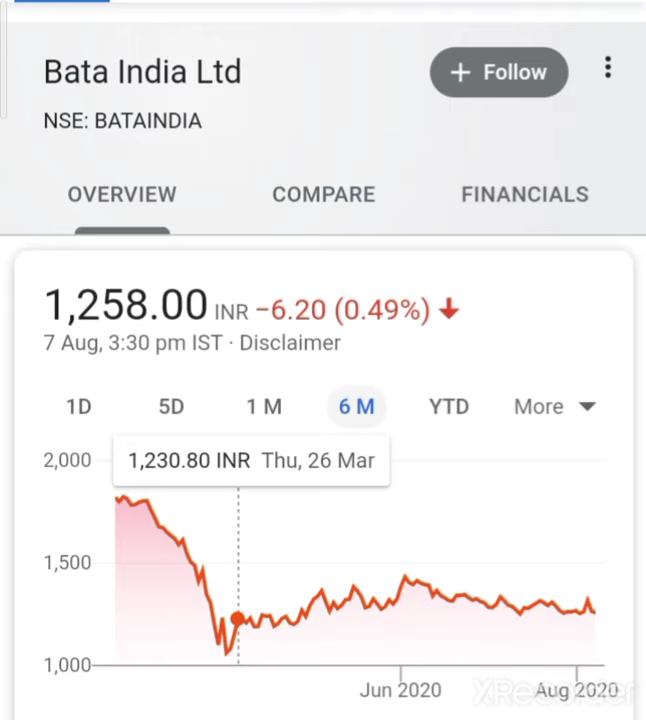 Bata India Ltd
+ Follow
NSE: BATAINDIA
OVERVIEW COMPARE FINANCIALS
1,258.00 INR −6.20 (0.49%)
7 Aug, 3:30 pm IST · Disclaimer
1D 5D 1 M 6 M YTD More
2,000
1,230.80 INR Thu, 26 Mar
1,500
1,000
Jun 2020 Aug 2020
XRecorder